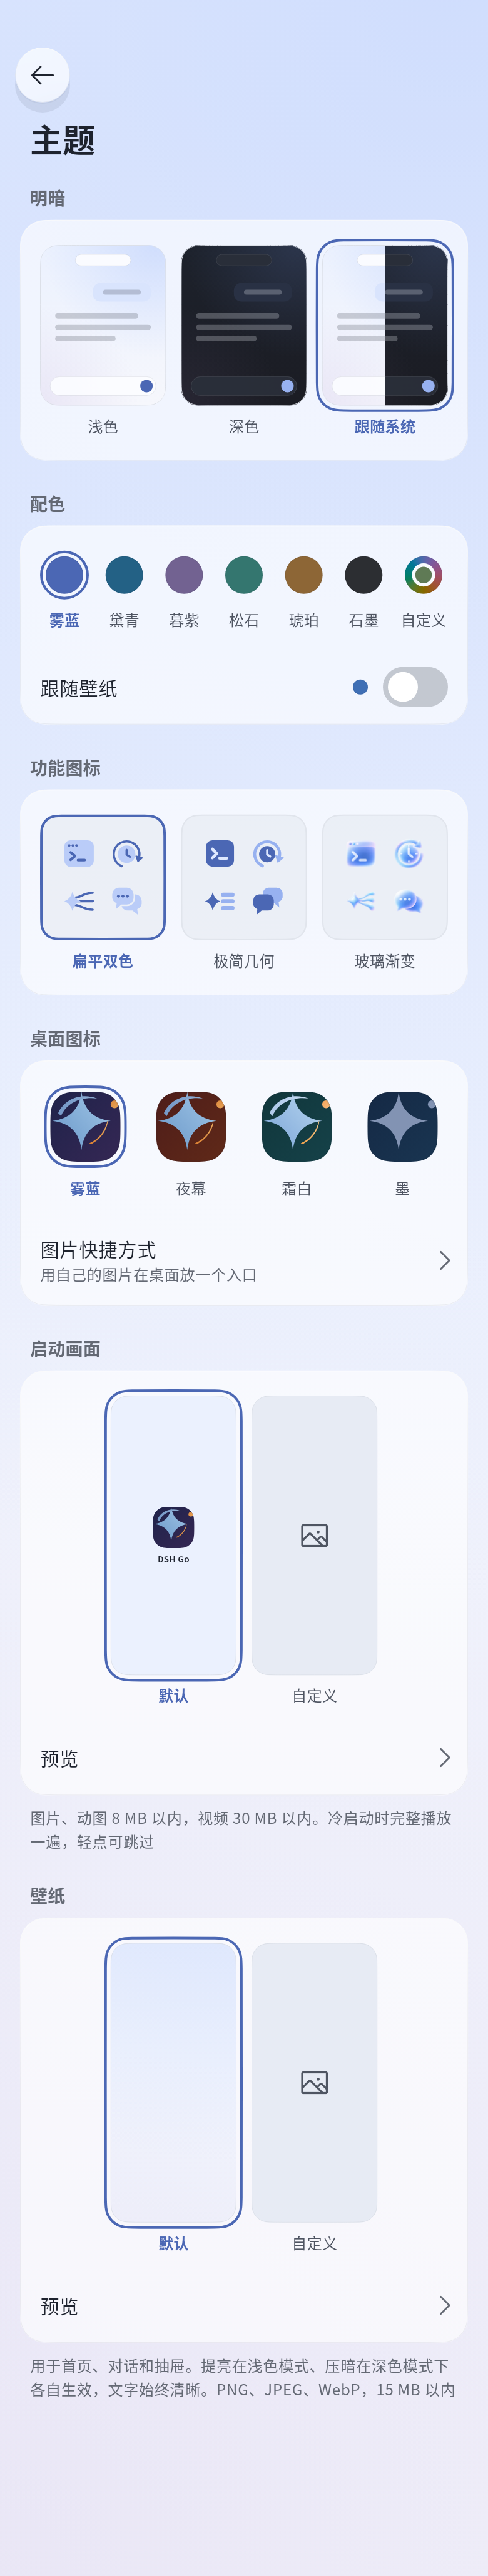 主题
明暗
浅色
深色
跟随系统
配色
雾蓝
黛青
暮紫
松石
琥珀
石墨
自定义
跟随壁纸
功能图标
扁平双色
极简几何
玻璃渐变
桌面图标
雾蓝
夜幕
霜白
墨
图片快捷方式
用自己的图片在桌面放一个入口
启动画面
DSH Go
默认
自定义
预览
图片、动图 8 MB 以内，视频 30 MB 以内。冷启动时完整播放
一遍，轻点可跳过
壁纸
默认
自定义
预览
用于首页、对话和抽屉。提亮在浅色模式、压暗在深色模式下
各自生效，文字始终清晰。PNG、JPEG、WebP，15 MB 以内